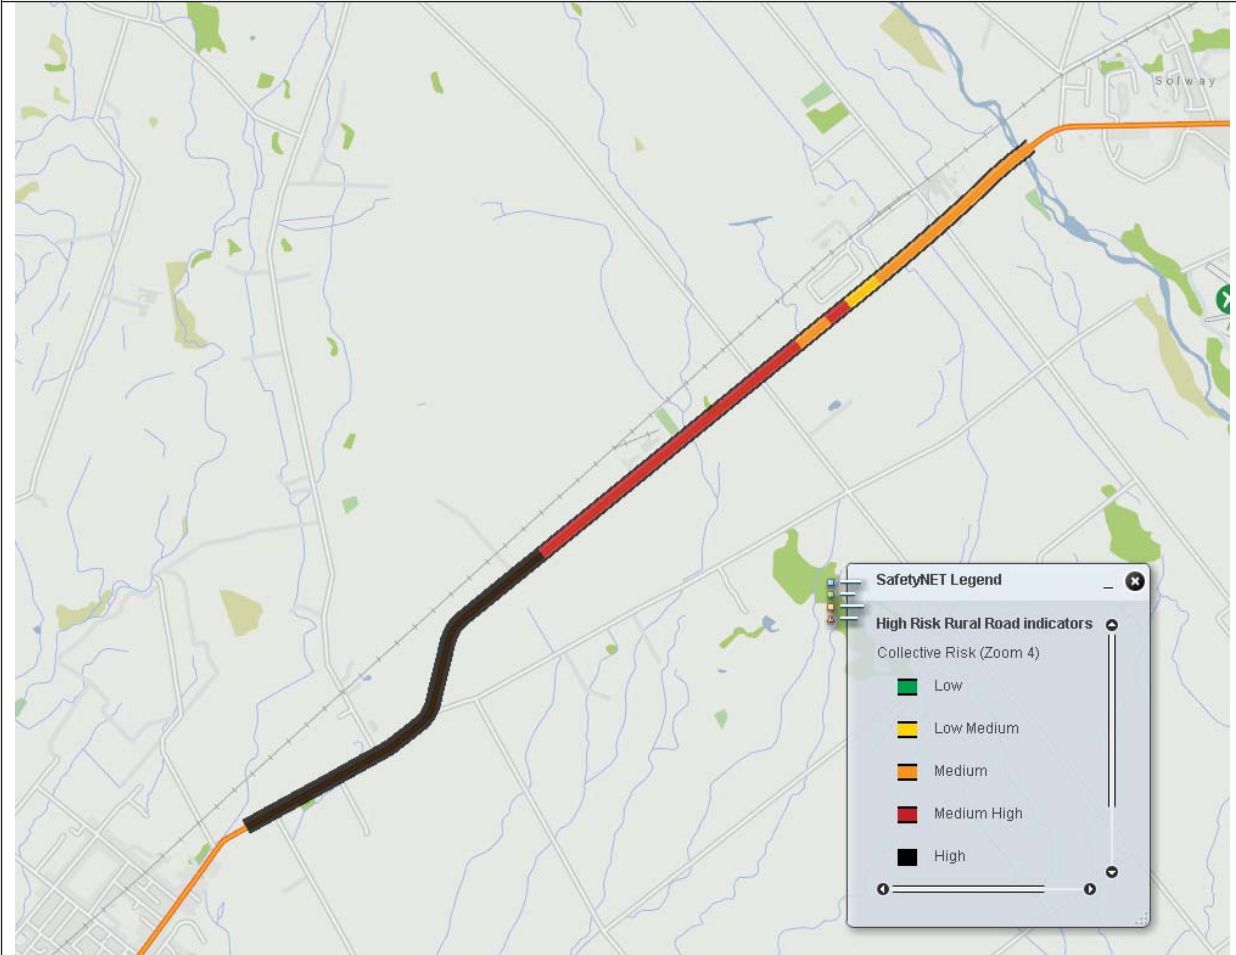 Solway
SafetyNET Legend
High Risk Rural Road indicators
Collective Risk (Zoom 4)
Low
Low Medium
Medium
Medium High
High